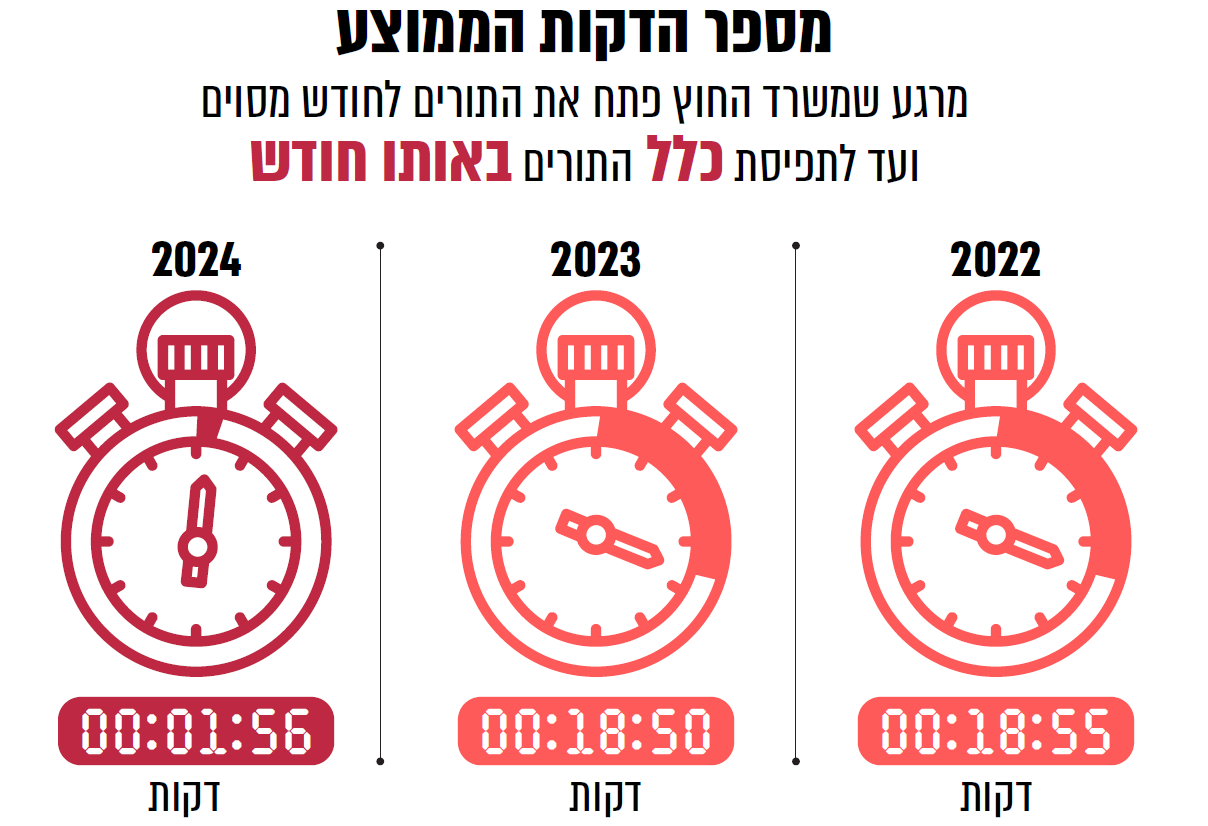 מספר הדקות הממוצע
מרגע שמשרד החוץ פתח את התורים לחודש מסוים
ועד לתפיסת כלל התורים באותו חודש
2022
00:18:55
דקות
2023
00:18:50
דקות
2024
00:01:56
דקות